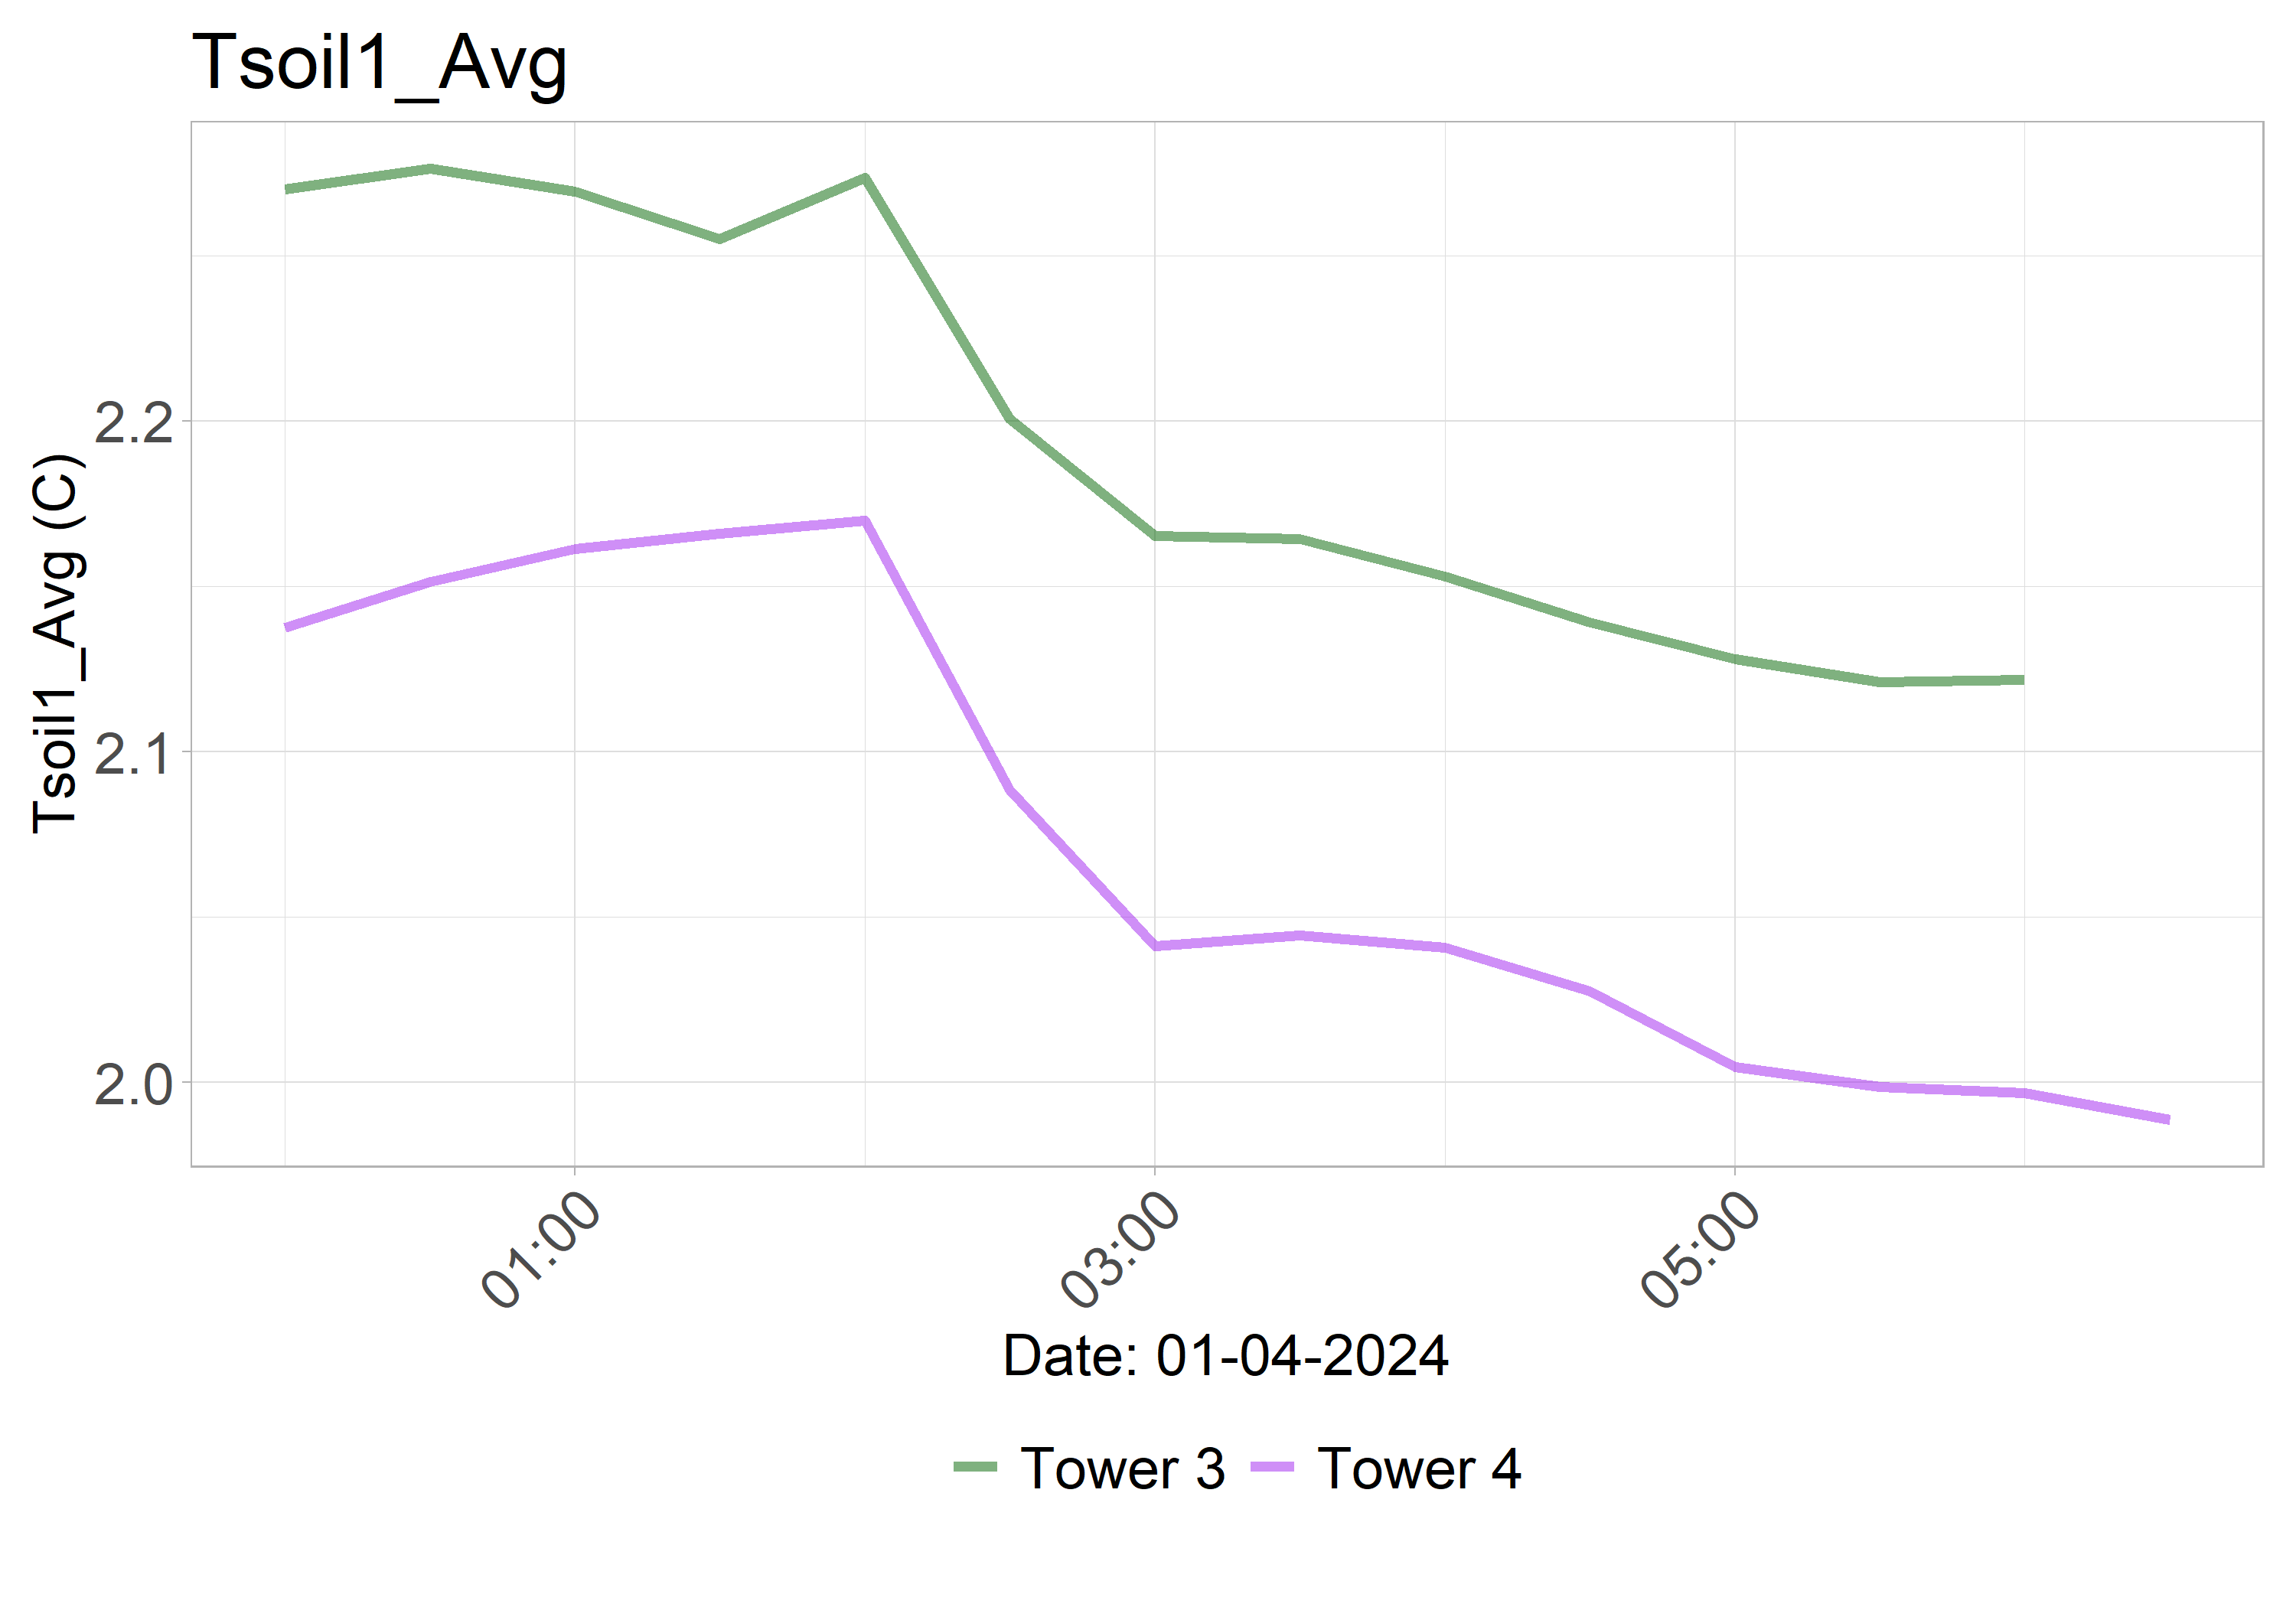 Tsoil1_Avg
Tsoil1_Avg (C)
2.2
2.1
2.0
01:00
03:00
05:00
Date: 01-04-2024
Tower 3
Tower 4